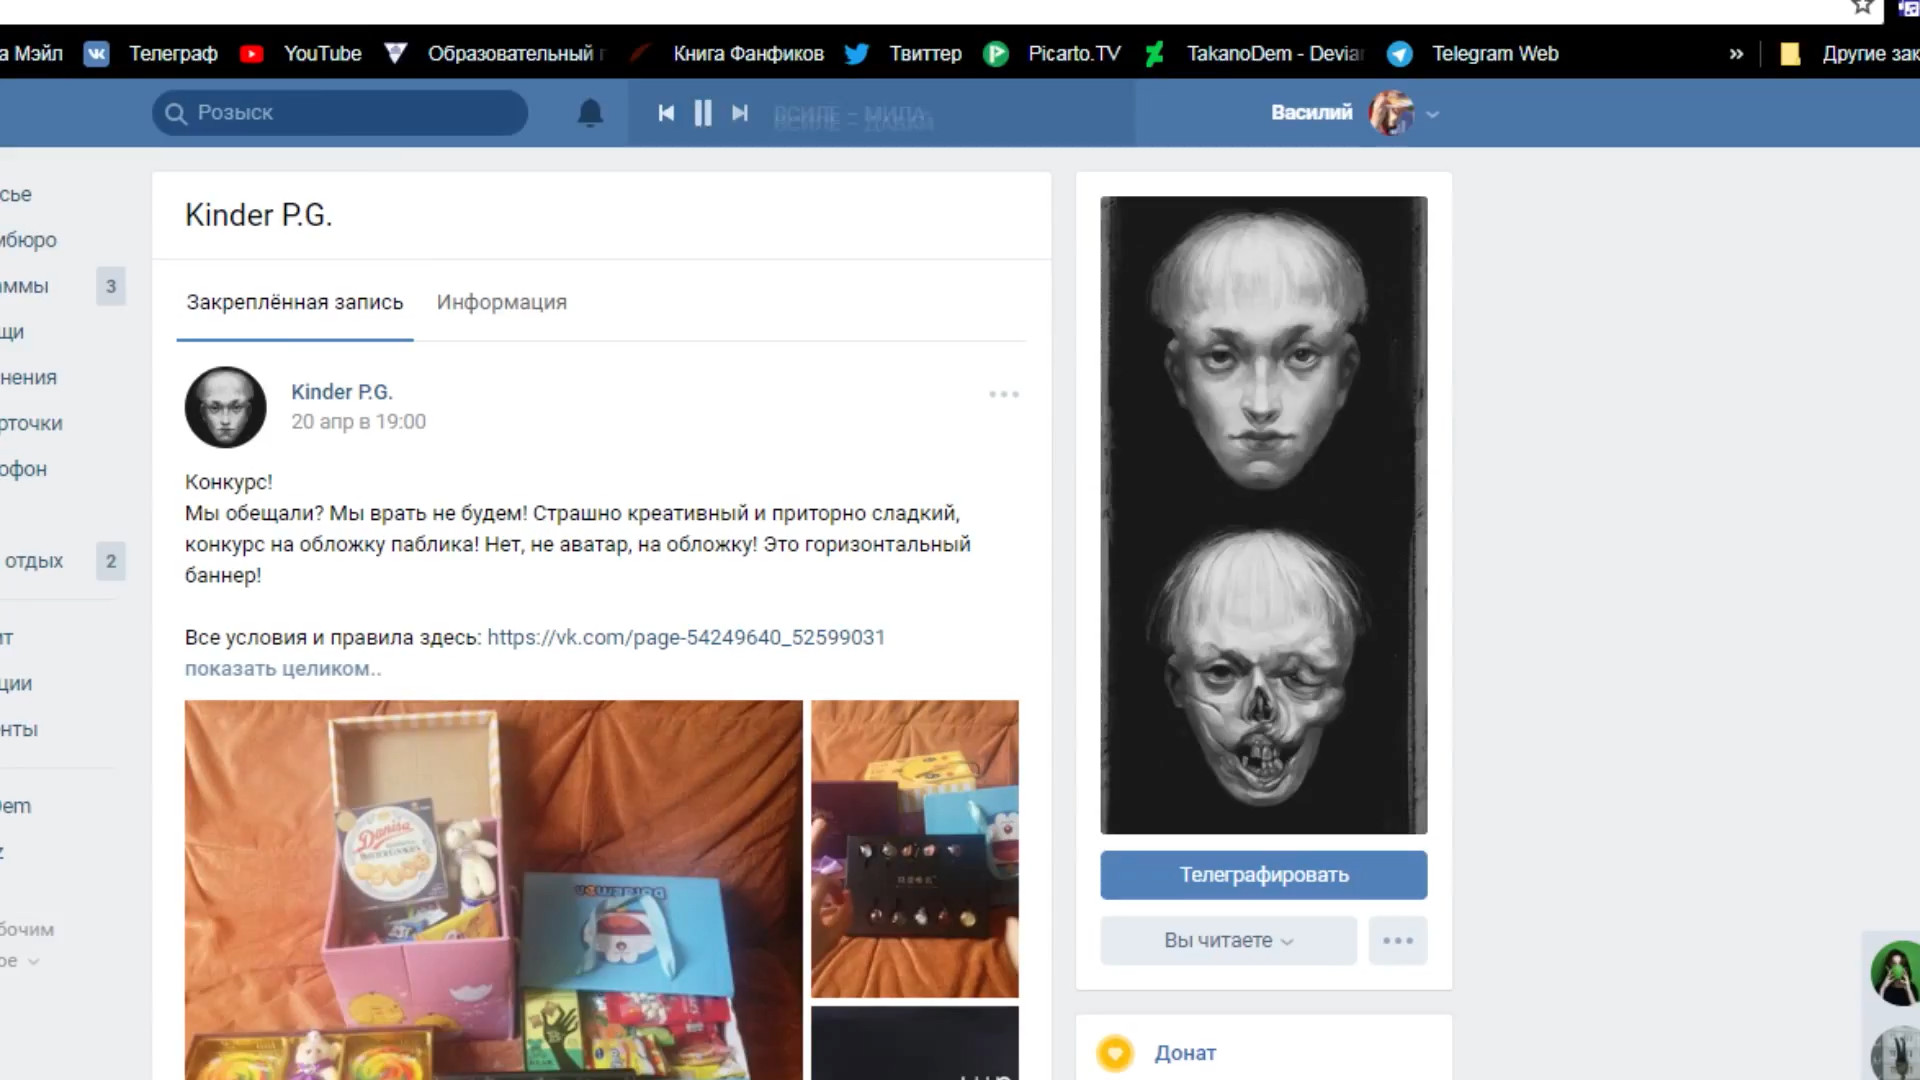 а Мэйл Телеграф YouTube Образовательный Книга Фанфиков Твиттер Picarto.TV TakanoDem - Devia Telegram Web » Другие зак
Розыск
Василий
сье
мбюро
аммы 3
щи
нения
рточки
офон
отдых 2
ции
нты
Dem
z
бочим
ое
Kinder P.G.
Закреплённая запись Информация
Kinder P.G.
20 апр в 19:00
Конкурс!
Мы обещали? Мы врать не будем! Страшно креативный и приторно сладкий,
конкурс на обложку паблика! Нет, не аватар, на обложку! Это горизонтальный
баннер!
Все условия и правила здесь: https://vk.com/page-54249640_52599031
показать целиком..
Danisa
Телеграфировать
Вы читаете
Донат